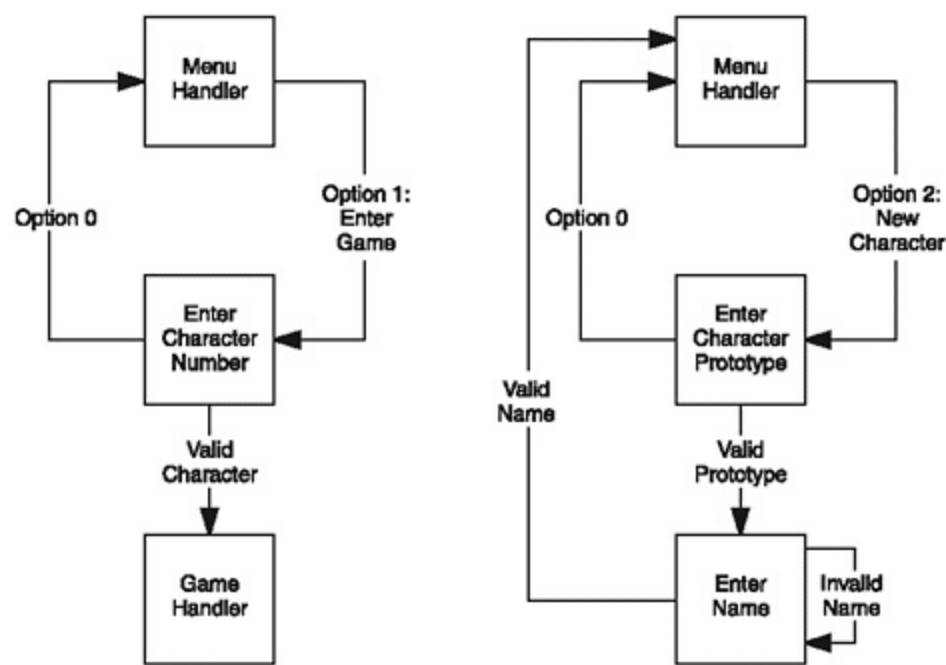 Menu
Handler
Option 0
Option 1:
Enter
Game
Enter
Character
Number
Valid
Character
Game
Handler
Menu
Handler
Option 0
Option 2:
New
Character
Enter
Character
Prototype
Valid
Name
Valid
Prototype
Enter
Name
Invalid
Name